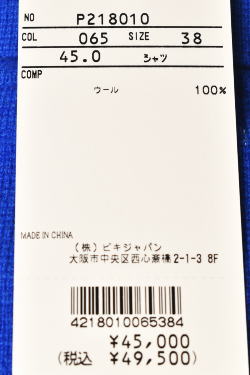 NO P218010
COL 065 SIZE 38
45.0 シャツ
COMP
ウール 100%
MADE IN CHINA
(株)ビキジャパン
大阪市中央区西心斎橋2-1-3 8F
4218010065384
¥45,000
(税込 ¥49,500)